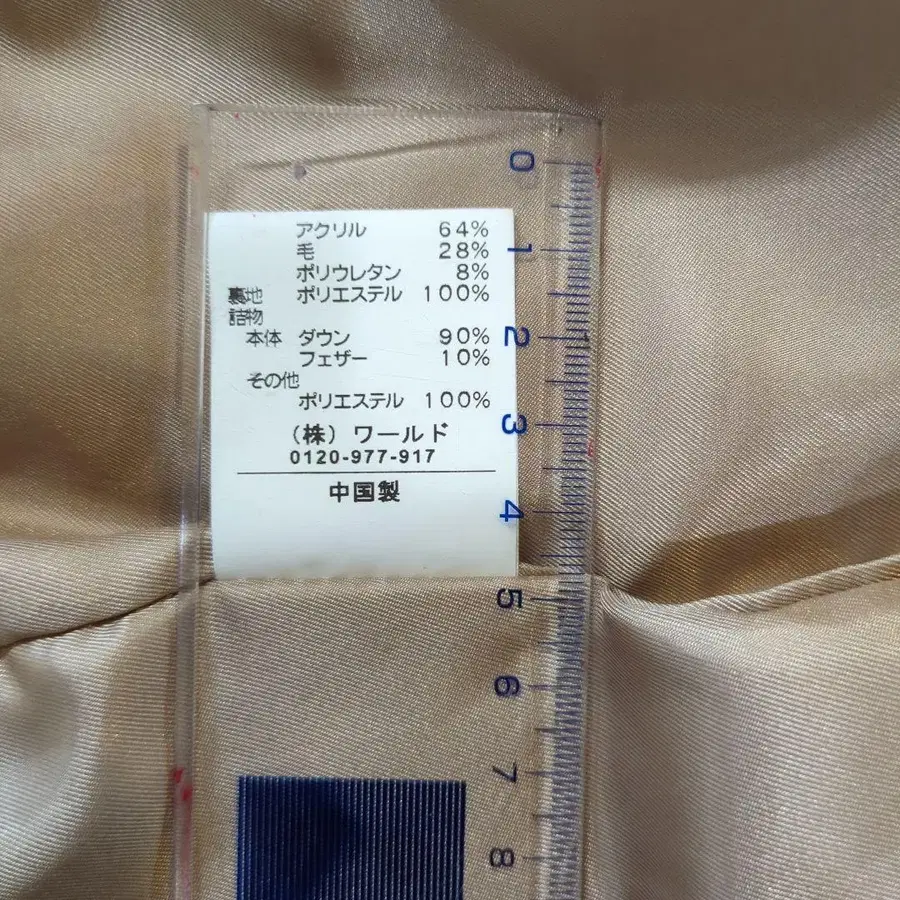 アクリル 64%
毛 28%
ポリウレタン 8%
裏地 ポリエステル 100%
詰物
本体 ダウン 90%
フェザー 10%
その他
ポリエステル 100%
(株) ワールド
0120-977-917
中国製
0
1
2
3
4
5
6
7
8